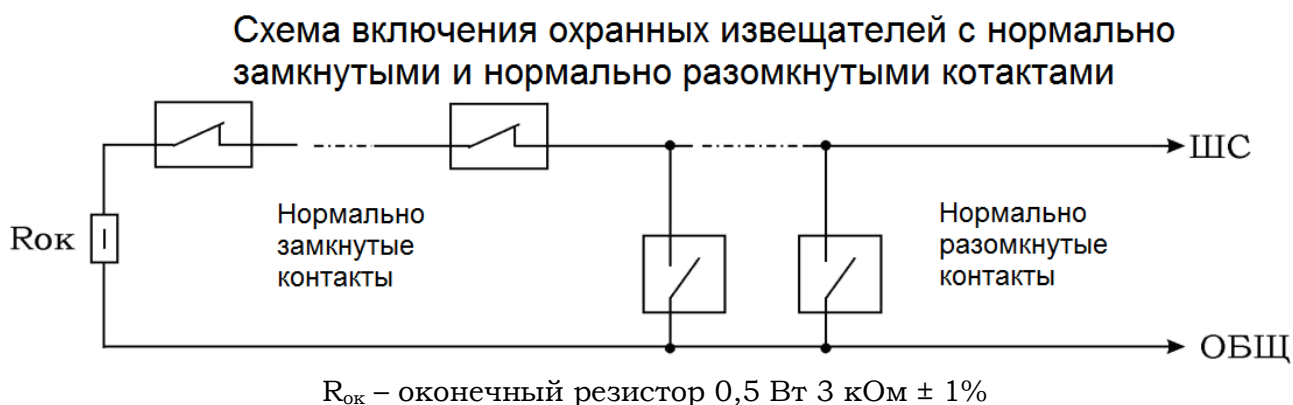 Схема включения охранных извещателей с нормально
замкнутыми и нормально разомкнутыми котактами
ШС
Нормально
замкнутые
контакты
Нормально
разомкнутые
контакты
Rок
ОБЩ
Rок – оконечный резистор 0,5 Вт 3 кОм ± 1%